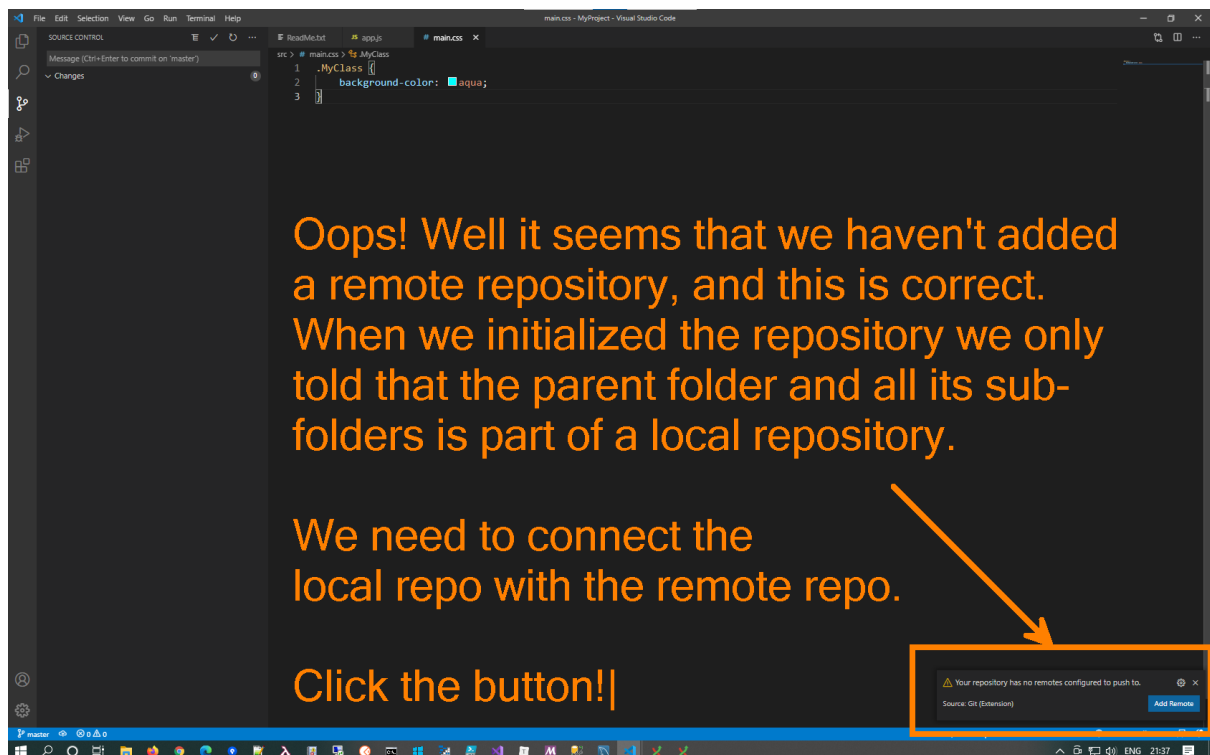 File Edit Selection View Go Run Terminal Help
main.css - MyProject - Visual Studio Code
SOURCE CONTROL
ReadMe.txt
JS app.js
# main.css
Message (Ctrl+Enter to commit on 'master')
src > # main.css > .MyClass
Changes
0
1 .MyClass {
2 background-color: aqua;
3 }
Oops! Well it seems that we haven't added
a remote repository, and this is correct.
When we initialized the repository we only
told that the parent folder and all its sub-
folders is part of a local repository.
We need to connect the
local repo with the remote repo.
Click the button!|
Your repository has no remotes configured to push to.
Source: Git (Extension)
Add Remote
master
0
0
ENG 21:37